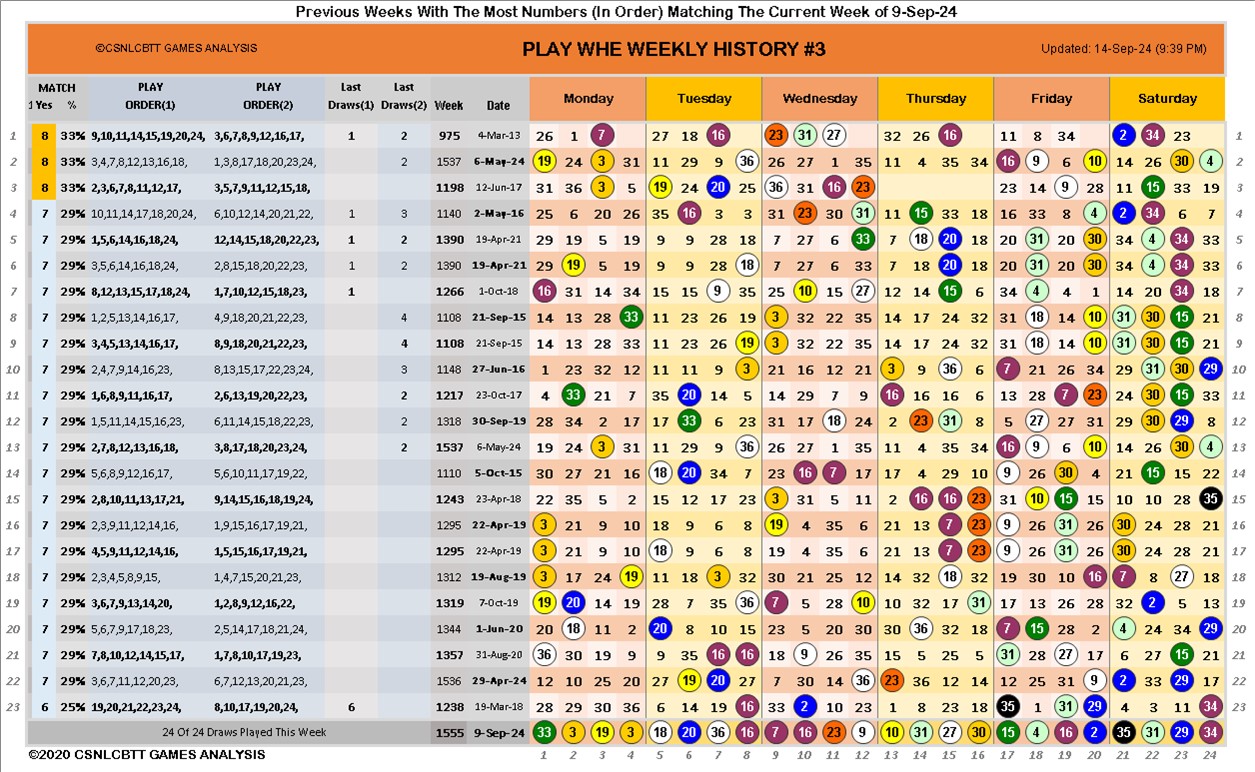 Previous Weeks With The Most Numbers (In Order) Matching The Current Week of 9-Sep-24
©CSNLCBTT GAMES ANALYSIS PLAY WHE WEEKLY HISTORY #3 Updated: 14-Sep-24 (9:39 PM)
MATCH PLAY PLAY Last Last
1 Yes % ORDER(1) ORDER(2) Draws(1) Draws(2) Week Date Monday Tuesday Wednesday Thursday Friday Saturday
1 8 33% 9,10,11,14,15,19,20,24, 3,6,7,8,9,12,16,17, 1 2 975 4-Mar-13 26 1 7 27 18 16 23 31 27 32 26 16 11 8 34 2 34 23 1
2 8 33% 3,4,7,8,12,13,16,18, 1,3,8,17,18,20,23,24, 2 1537 6-May-24 19 24 3 31 11 29 9 36 26 27 1 35 11 4 35 34 16 9 6 10 14 26 30 4 2
3 8 33% 2,3,6,7,8,11,12,17, 3,5,7,9,11,12,15,18, 1198 12-Jun-17 31 36 3 5 19 24 20 25 36 31 16 23 23 14 9 28 11 15 33 19 3
4 7 29% 10,11,14,17,18,20,24, 6,10,12,14,20,21,22, 1 3 1140 2-May-16 25 6 20 26 35 16 3 3 31 23 30 31 11 15 33 18 16 33 8 4 2 34 6 7 4
5 7 29% 1,5,6,14,16,18,24, 12,14,15,18,20,22,23, 1 2 1390 19-Apr-21 29 19 5 19 9 9 28 18 7 27 6 33 7 18 20 18 20 31 20 30 34 4 34 33 5
6 7 29% 3,5,6,14,16,18,24, 2,8,15,18,20,22,23, 1 2 1390 19-Apr-21 29 19 5 19 9 9 28 18 7 27 6 33 7 18 20 18 20 31 20 30 34 4 34 33 6
7 7 29% 8,12,13,15,17,18,24, 1,7,10,12,15,18,23, 1 1266 1-Oct-18 16 31 14 34 15 15 9 35 25 10 15 27 12 14 15 6 34 4 4 1 14 20 34 18 7
8 7 29% 1,2,5,13,14,16,17, 4,9,18,20,21,22,23, 4 1108 21-Sep-15 14 13 28 33 11 23 26 19 3 32 22 35 14 17 24 32 31 18 14 10 31 30 15 21 8
9 7 29% 3,4,5,13,14,16,17, 8,9,18,20,21,22,23, 4 1108 21-Sep-15 14 13 28 33 11 23 26 19 3 32 22 35 14 17 24 32 31 18 14 10 31 30 15 21 9
10 7 29% 2,4,7,9,14,16,23, 8,13,15,17,22,23,24, 3 1148 27-Jun-16 1 23 32 12 11 11 9 3 21 16 12 21 3 9 36 6 7 21 26 34 29 31 30 29 10
11 7 29% 1,6,8,9,11,16,17, 2,6,13,19,20,22,23, 2 1217 23-Oct-17 4 33 21 7 35 20 14 5 14 29 7 9 16 16 16 6 13 28 7 23 24 30 15 33 11
12 7 29% 1,5,11,14,15,16,23, 6,11,14,15,18,22,23, 2 1318 30-Sep-19 28 34 2 17 17 33 6 23 31 17 18 24 2 23 31 8 5 27 27 31 29 30 29 8 12
13 7 29% 2,7,8,12,13,16,18, 3,8,17,18,20,23,24, 2 1537 6-May-24 19 24 3 31 11 29 9 36 26 27 1 35 11 4 35 34 16 9 6 10 14 26 30 4 13
14 7 29% 5,6,8,9,12,16,17, 5,6,10,11,17,19,22, 1110 5-Oct-15 30 27 21 16 18 20 34 7 23 16 7 17 17 4 29 10 9 26 30 4 21 15 15 22 14
15 7 29% 2,8,10,11,13,17,21, 9,14,15,16,18,19,24, 1243 23-Apr-18 22 35 5 2 15 12 17 23 3 31 5 11 2 16 16 23 31 10 15 15 10 10 28 35 15
16 7 29% 2,3,9,11,12,14,16, 1,9,15,16,17,19,21, 1295 22-Apr-19 3 21 9 10 18 9 6 8 19 4 35 6 21 13 7 23 9 26 31 26 30 24 28 21 16
17 7 29% 4,5,9,11,12,14,16, 1,5,15,16,17,19,21, 1295 22-Apr-19 3 21 9 10 18 9 6 8 19 4 35 6 21 13 7 23 9 26 31 26 30 24 28 21 17
18 7 29% 2,3,4,5,8,9,15, 1,4,7,15,20,21,23, 1312 19-Aug-19 3 17 24 19 11 18 3 32 30 21 25 12 14 32 18 32 19 30 10 16 7 8 27 18 18
19 7 29% 3,6,7,9,13,14,20, 1,2,8,9,12,16,22, 1319 7-Oct-19 19 20 14 19 28 7 35 36 7 5 28 10 10 32 17 31 17 13 26 28 32 2 5 13 19
20 7 29% 5,6,7,9,17,18,23, 2,5,14,17,18,21,24, 1344 1-Jun-20 20 18 11 2 20 8 10 15 23 5 20 30 30 36 32 18 7 15 28 2 4 24 34 29 20
21 7 29% 7,8,10,12,14,15,17, 1,7,8,10,17,19,23, 1357 31-Aug-20 36 30 19 9 9 35 16 16 18 9 26 35 15 25 5 25 31 28 27 17 6 27 15 21 21
22 7 29% 3,6,7,11,12,20,23, 6,7,12,13,20,21,23, 1536 29-Apr-24 12 10 25 20 27 19 20 27 7 30 14 36 23 36 12 14 12 25 31 9 2 33 29 15 22
23 6 25% 19,20,21,22,23,24, 8,10,17,19,20,24, 6 1238 19-Mar-18 28 29 30 36 6 14 19 16 33 2 10 23 1 8 23 18 35 1 31 29 4 3 11 34 23
24 Of 24 Draws Played This Week 1555 9-Sep-24 33 3 19 3 18 20 36 16 7 16 23 9 10 31 27 30 15 4 16 2 35 31 29 34
©2020 CSNLCBTT GAMES ANALYSIS 1 2 3 4 5 6 7 8 9 10 11 12 13 14 15 16 17 18 19 20 21 22 23 24